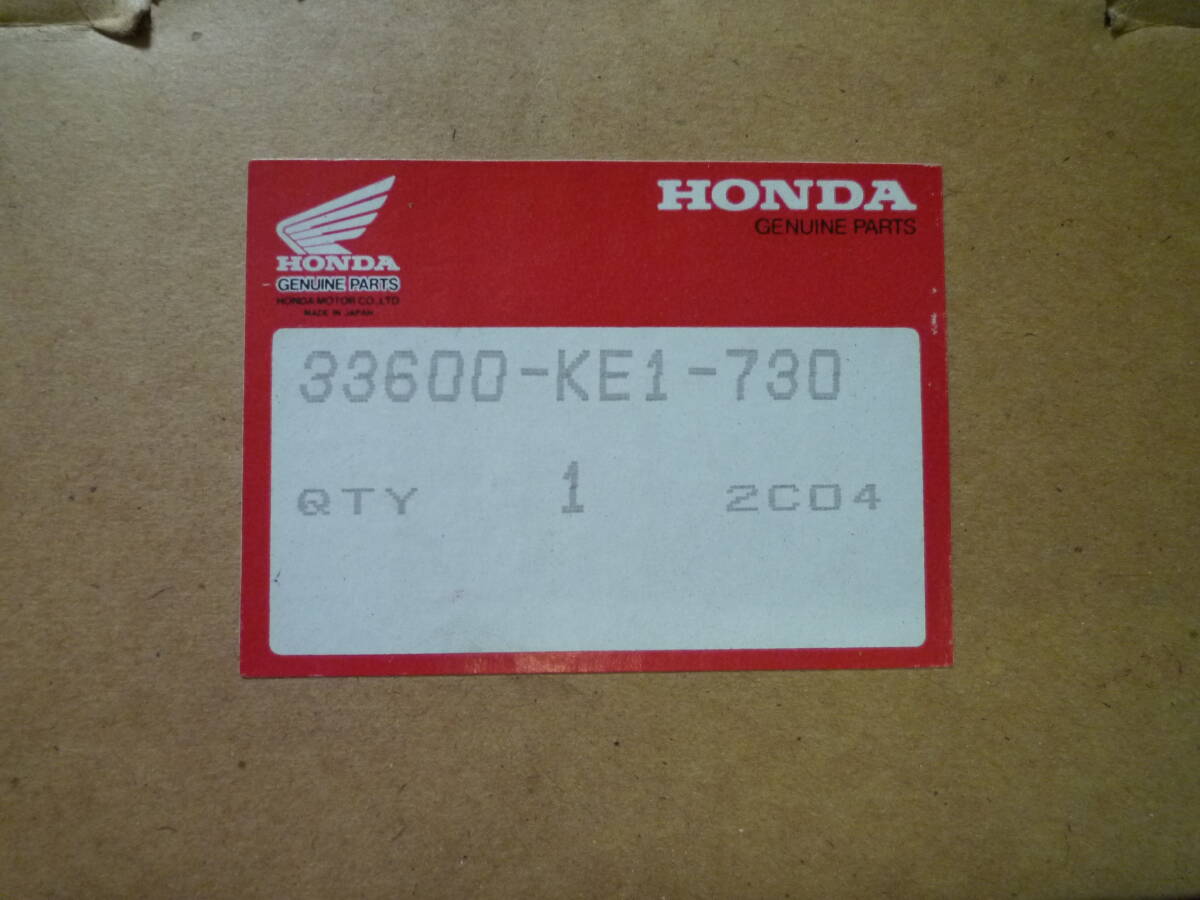 HONDA
GENUINE PARTS
HONDA
GENUINE PARTS
HONDA MOTOR CO., LTD
MADE IN JAPAN
33600-KE1-730
QTY 1 2C04